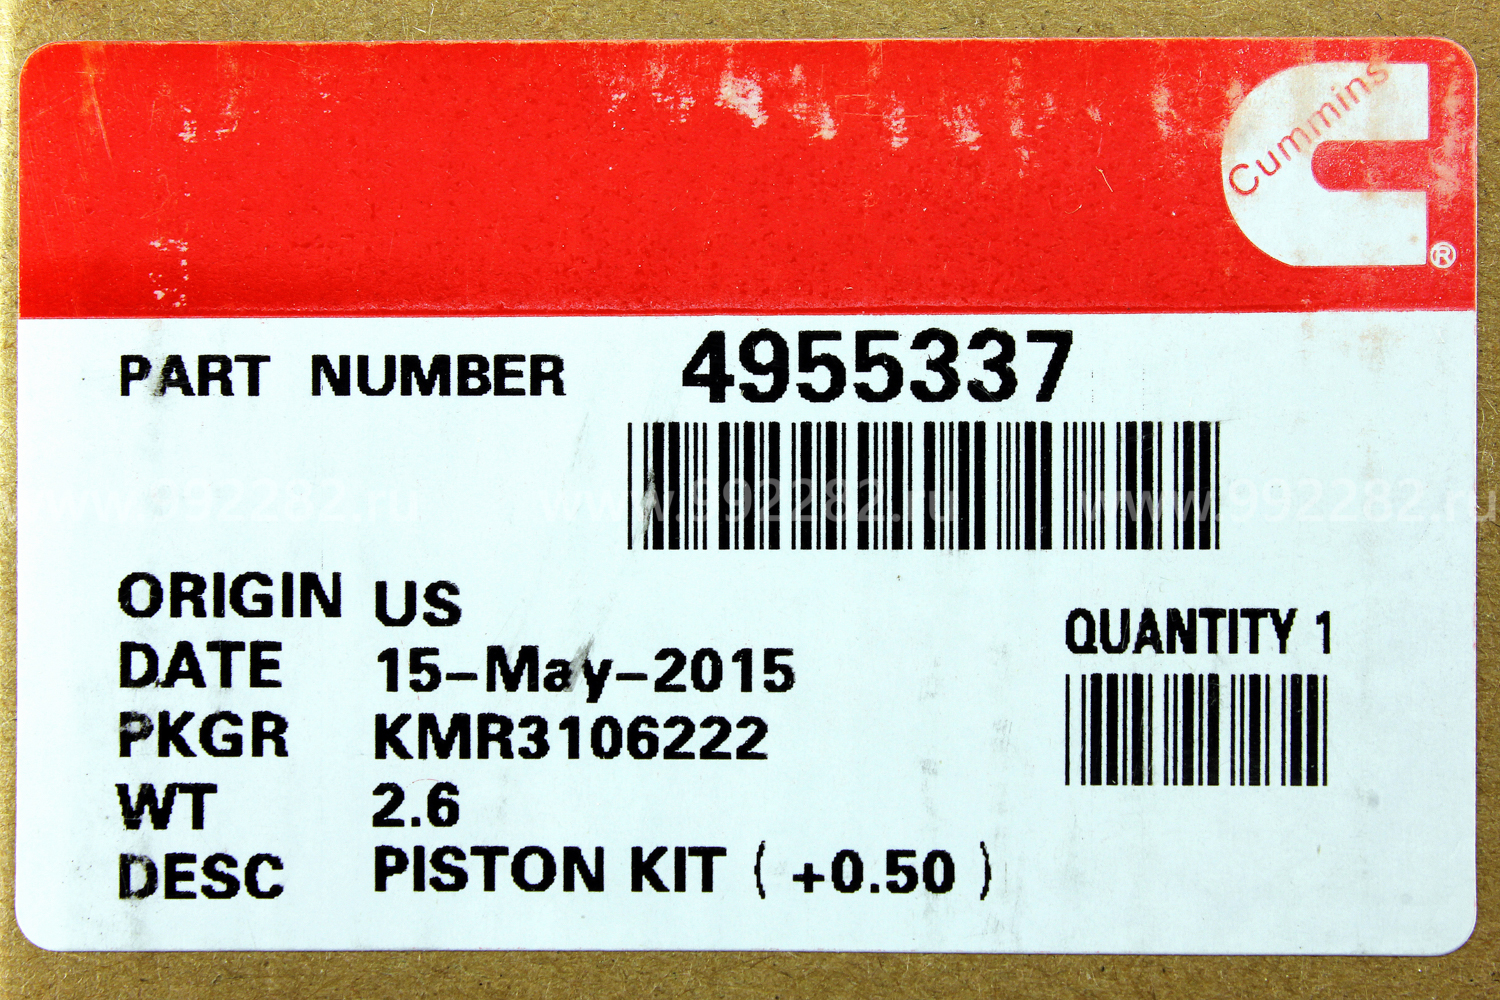 Cummins
®
PART NUMBER 4955337
www.992282.ru www.992282.ru www.992282.ru
ORIGIN US
QUANTITY 1
DATE 15-May-2015
PKGR KMR3106222
WT 2.6
DESC PISTON KIT ( +0.50 )